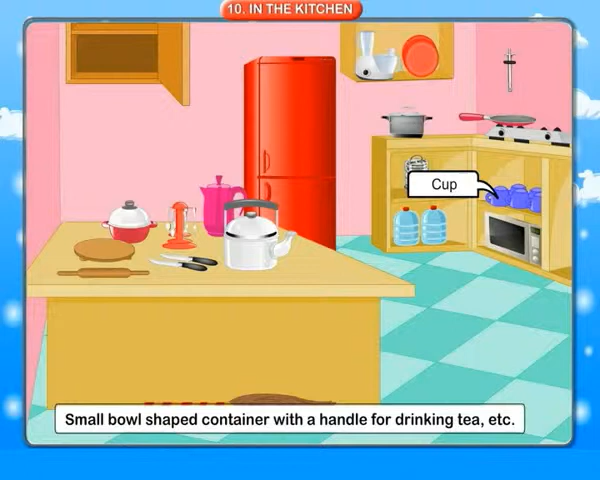 10. IN THE KITCHEN
Cup
Small bowl shaped container with a handle for drinking tea, etc.